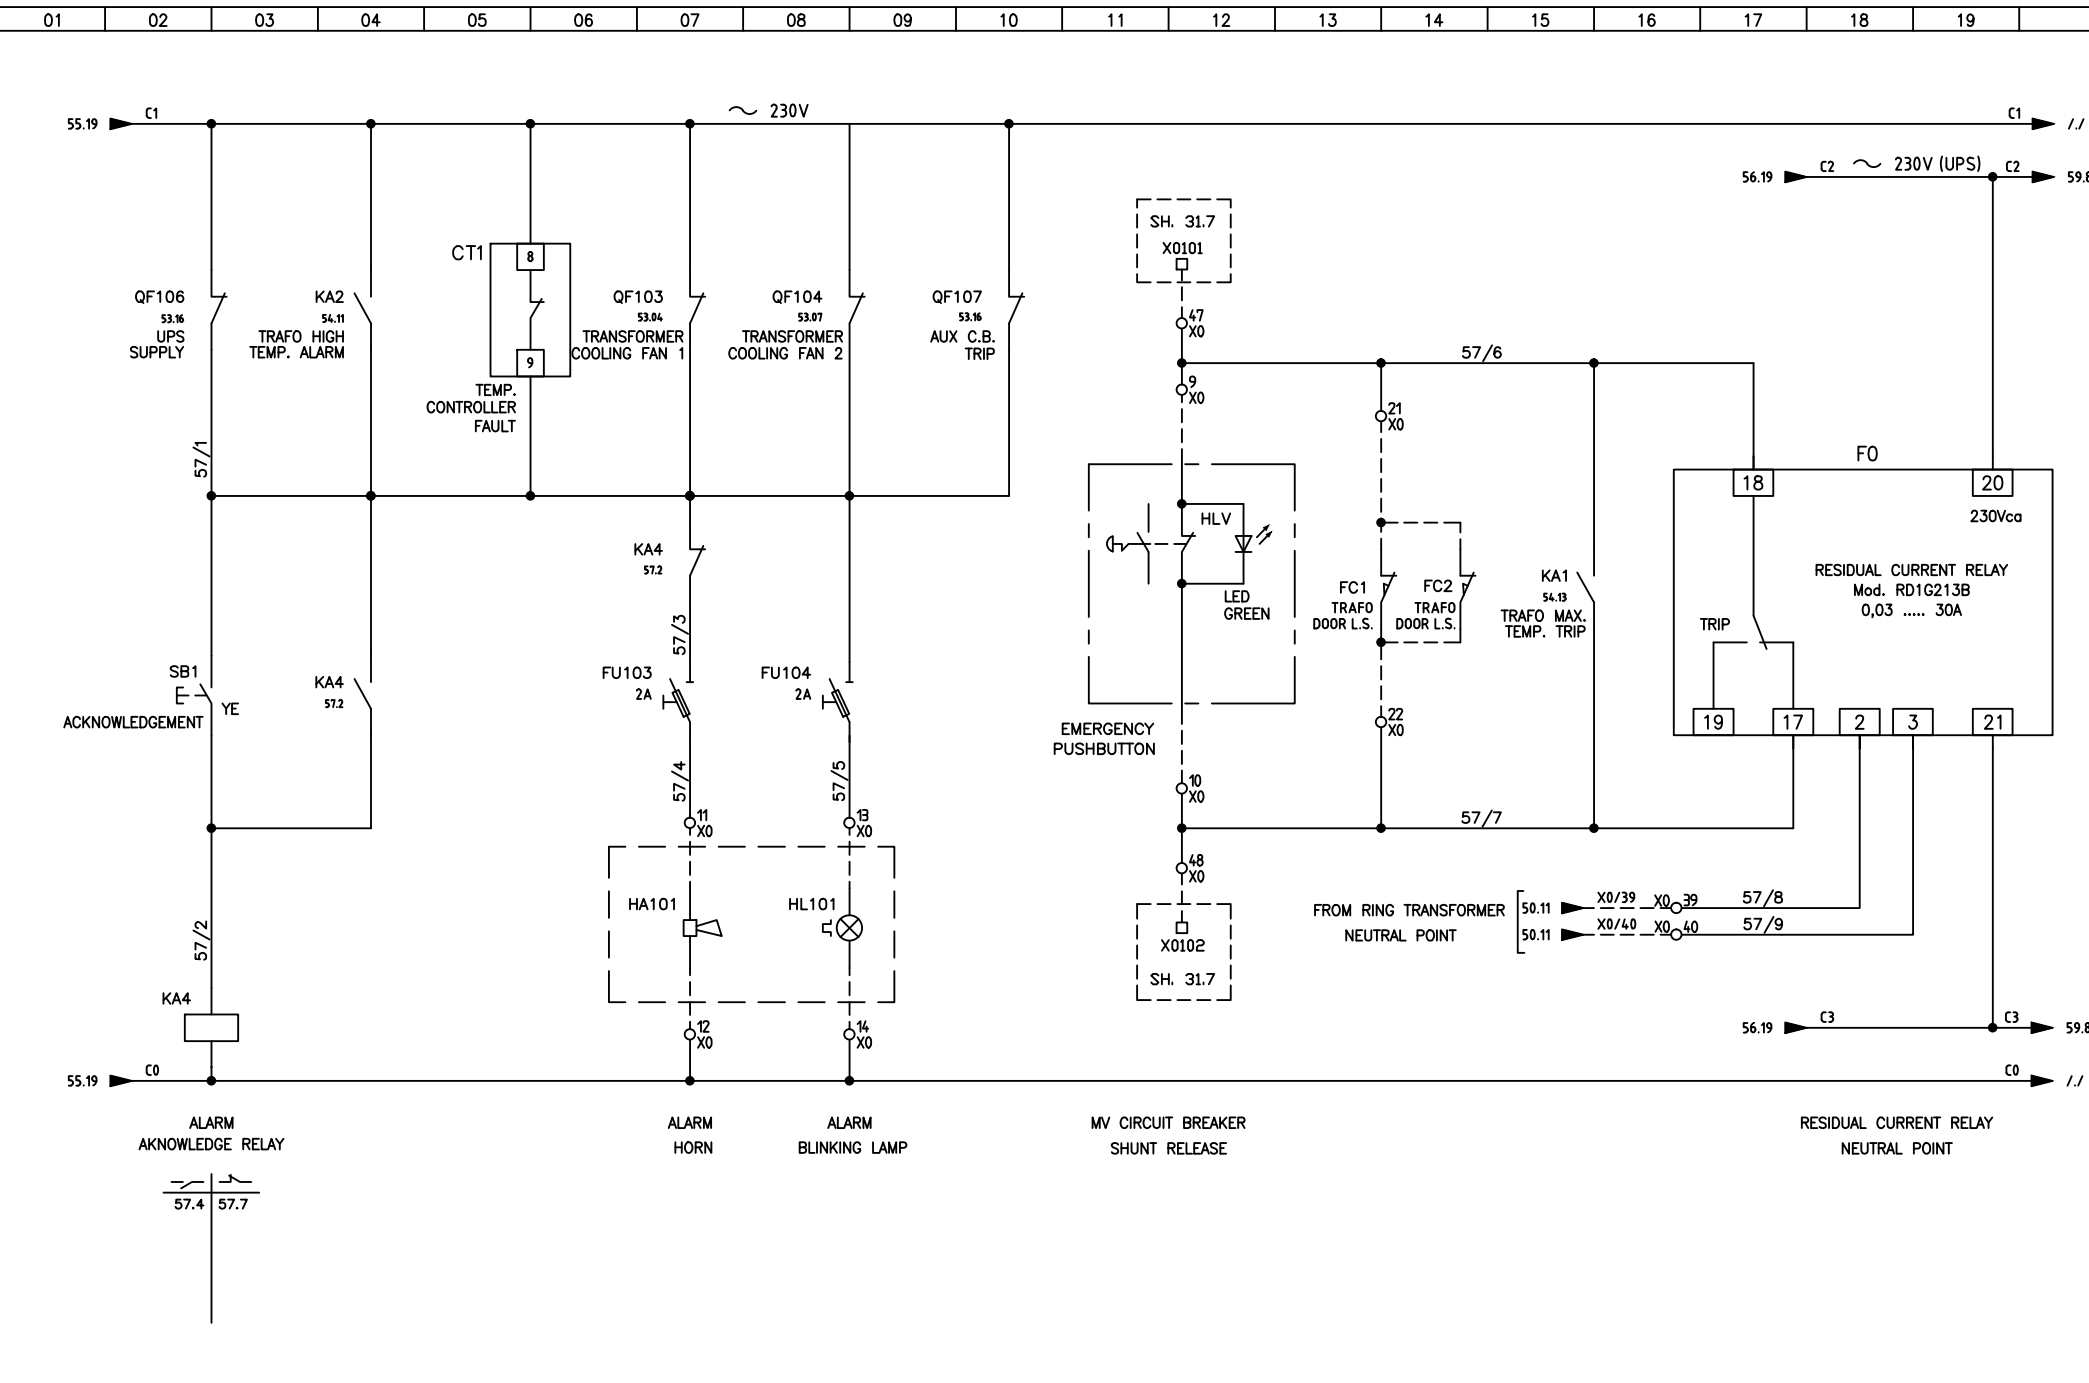 01 02 03 04 05 06 07 08 09 10 11 12 13 14 15 16 17 18 19
55.19 C1 230V C1 /./
56.19 C2 230V (UPS) C2 59.8
SH. 31.7
X0101
CT1 8
QF106
53.16
UPS
SUPPLY
KA2
54.11
TRAFO HIGH
TEMP. ALARM
9
TEMP.
CONTROLLER
FAULT
QF103
53.04
TRANSFORMER
COOLING FAN 1
QF104
53.07
TRANSFORMER
COOLING FAN 2
QF107
53.16
AUX C.B.
TRIP
47
X0
9
X0
57/6
21
X0
57/1
F0
18 20
230Vca
RESIDUAL CURRENT RELAY
Mod. RD1G213B
0,03 ..... 30A
TRIP
19 17 2 3 21
HLV
LED
GREEN
EMERGENCY
PUSHBUTTON
FC1
TRAFO
DOOR L.S.
FC2
TRAFO
DOOR L.S.
KA1
54.13
TRAFO MAX.
TEMP. TRIP
22
X0
KA4
57.2
57/3
SB1
YE
ACKNOWLEDGEMENT
KA4
57.2
FU103
2A
FU104
2A
57/4
57/5
11
X0
13
X0
10
X0
57/7
48
X0
HA101
HL101
X0102
SH. 31.7
FROM RING TRANSFORMER
NEUTRAL POINT
50.11 X0/39 X0 39 57/8
50.11 X0/40 X0 40 57/9
57/2
KA4
12
X0
14
X0
56.19 C3 C3 59.8
55.19 C0 C0 /./
ALARM
AKNOWLEDGE RELAY
ALARM
HORN
ALARM
BLINKING LAMP
MV CIRCUIT BREAKER
SHUNT RELEASE
RESIDUAL CURRENT RELAY
NEUTRAL POINT
57.4 57.7